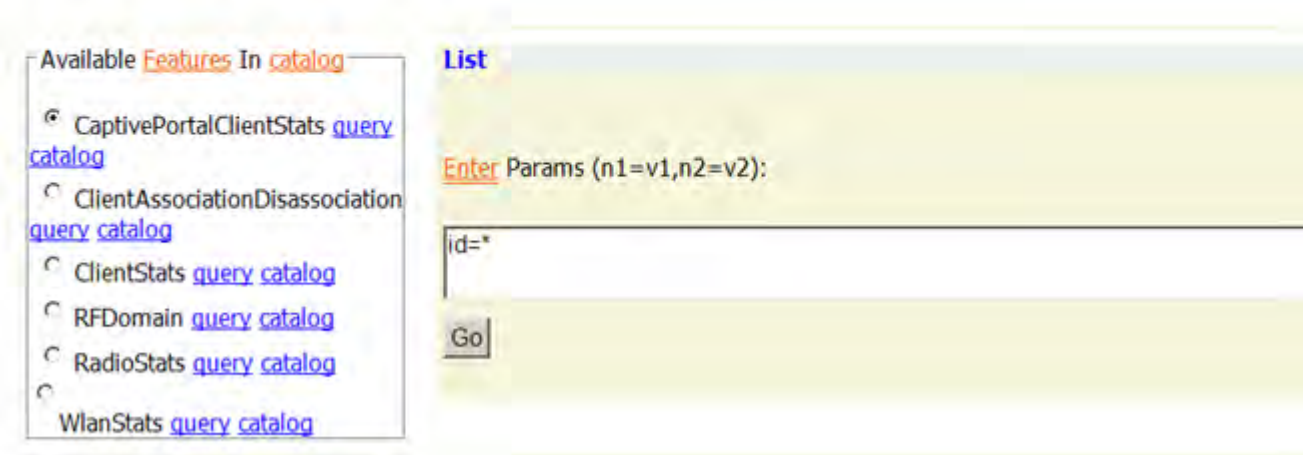 Available Features In catalog
CaptivePortalClientStats query
catalog
ClientAssociationDisassociation
query catalog
ClientStats query catalog
RFDomain query catalog
RadioStats query catalog
WlanStats query catalog
List
Enter Params (n1=v1,n2=v2):
id=*
Go